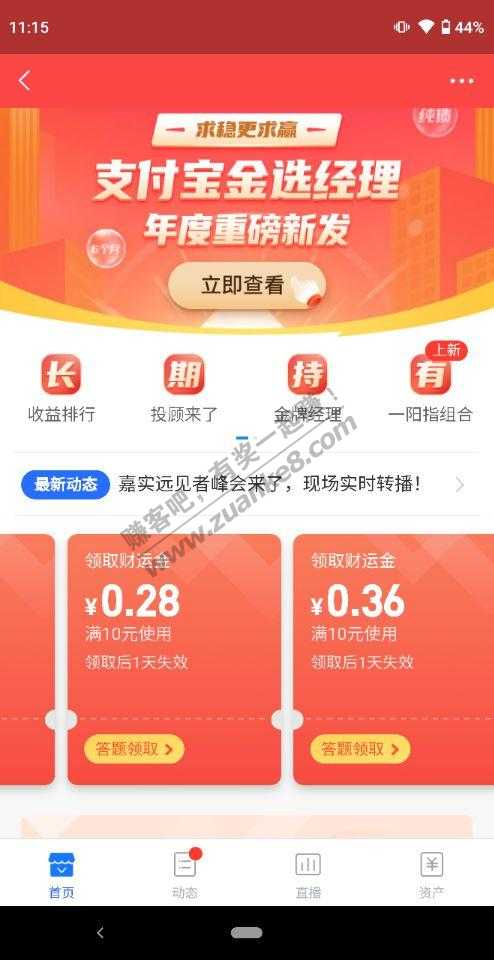 11:15
44%
求稳更求赢
纯债
支付宝金选经理
年度重磅新发
6个月
立即查看
上新
长 期 持 有
收益排行 投顾来了 金牌经理 一阳指组合
最新动态 嘉实远见者峰会来了，现场实时转播！
赚客吧，有奖一起赚！
www.zuanke8.com
领取财运金
¥0.28
满10元使用
领取后1天失效
答题领取
领取财运金
¥0.36
满10元使用
领取后1天失效
答题领取
首页 动态 直播 资产